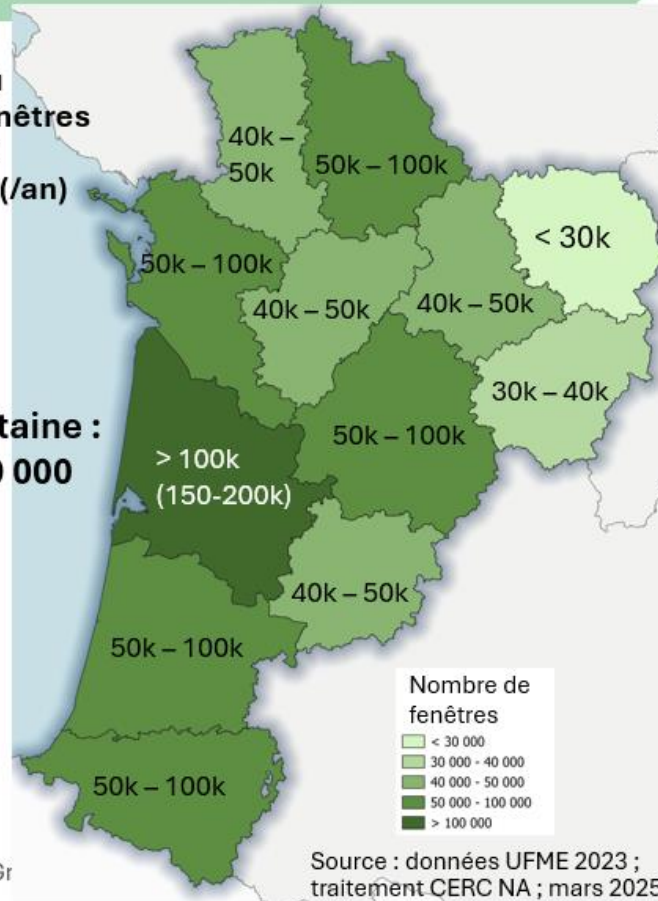 nêtres
(/an)
40k –
50k
50k – 100k
< 30k
50k – 100k
40k – 50k
40k – 50k
30k – 40k
taine :
50k – 100k
0 000
> 100k
(150-200k)
40k – 50k
50k – 100k
50k – 100k
Nombre de
fenêtres
< 30 000
30 000 - 40 000
40 000 - 50 000
50 000 - 100 000
> 100 000
Source : données UFME 2023 ;
traitement CERC NA ; mars 2025